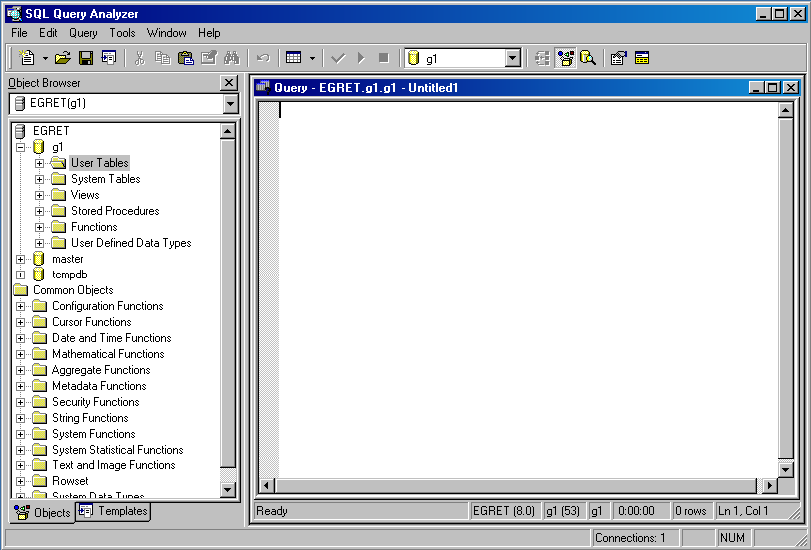 SQL Query Analyzer
File Edit Query Tools Window Help
g1
Object Browser
EGRET(g1)
EGRET
g1
User Tables
System Tables
Views
Stored Procedures
Functions
User Defined Data Types
master
tempdb
Common Objects
Configuration Functions
Cursor Functions
Date and Time Functions
Mathematical Functions
Aggregate Functions
Metadata Functions
Security Functions
String Functions
System Functions
System Statistical Functions
Text and Image Functions
Rowset
System Data Types
Objects Templates
Query - EGRET.g1.g1 - Untitled1
Ready EGRET (8.0) g1 (53) g1 0:00:00 0 rows Ln 1, Col 1
Connections: 1 NUM